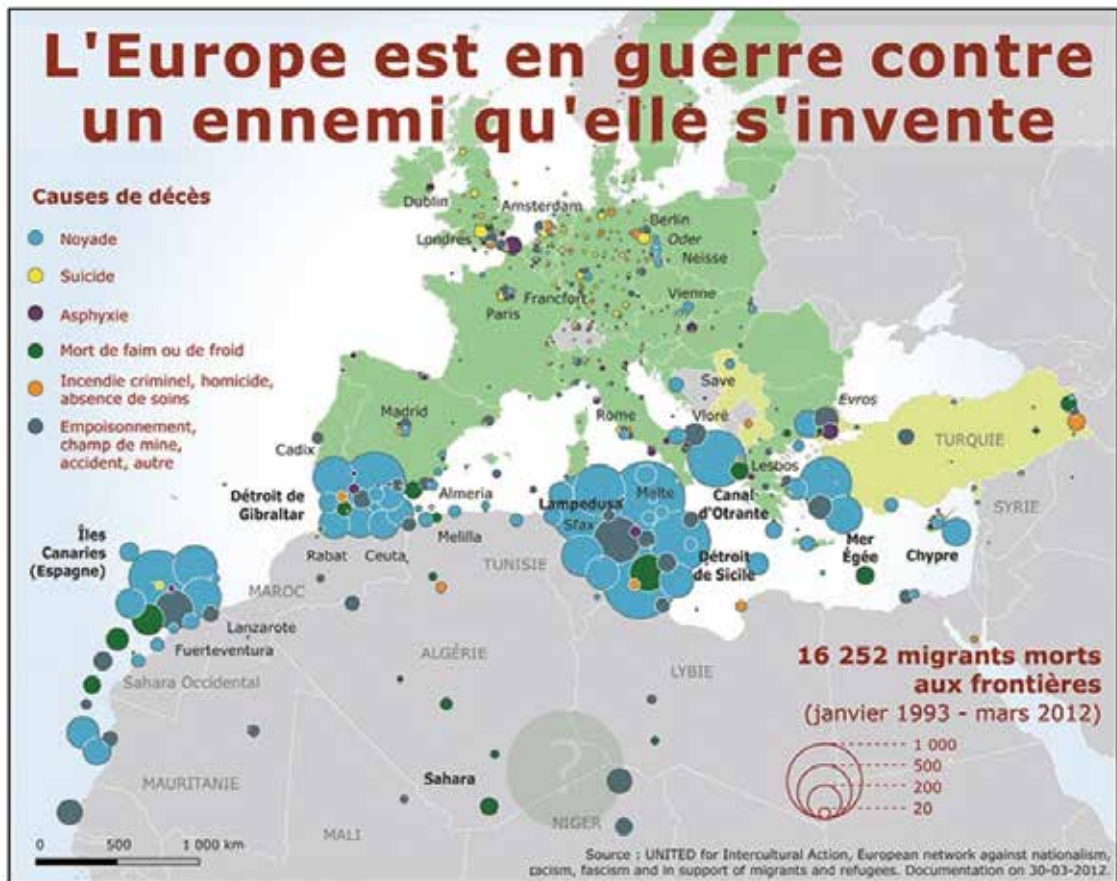 L'Europe est en guerre contre
un ennemi qu'elle s'invente
Causes de décès
Noyade
Suicide
Asphyxie
Mort de faim ou de froid
Incendie criminel, homicide,
absence de soins
Empoisonnement,
champ de mine,
accident, autre
Dublin
Amsterdam
Berlin
Londres
Oder
Neisse
Paris
Francfort
Vienne
Save
Madrid
Rome
Vlorë
Evros
Cadix
TURQUIE
Lesbos
Détroit de
Gibraltar
Almeria
Lampedusa
Malte
Canal
d'Otrante
SYRIE
Sfax
Îles
Canaries
(Espagne)
Rabat
Ceuta
Melilla
TUNISIE
Détroit
de Sicile
Mer
Égée
Chypre
MAROC
Lanzarote
Fuerteventura
Sahara Occidental
ALGÉRIE
LYBIE
16 252 migrants morts
aux frontières
(janvier 1993 - mars 2012)
1 000
500
200
20
MAURITANIE
Sahara
?
MALI
NIGER
0 500 1 000 km
Source : UNITED for Intercultural Action, European network against nationalism,
racism, fascism and in support of migrants and refugees. Documentation on 30-03-2012.